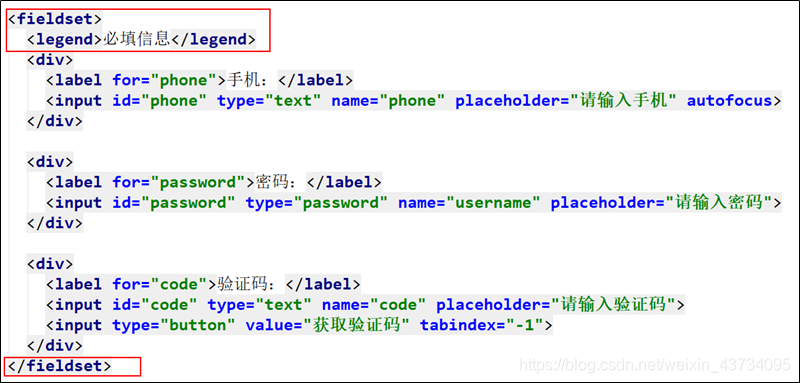 <fieldset>
  <legend>必填信息</legend>
  <div>
    <label for="phone">手机：</label>
    <input id="phone" type="text" name="phone" placeholder="请输入手机" autofocus>
  </div>

  <div>
    <label for="password">密码：</label>
    <input id="password" type="password" name="username" placeholder="请输入密码">
  </div>

  <div>
    <label for="code">验证码：</label>
    <input id="code" type="text" name="code" placeholder="请输入验证码">
    <input type="button" value="获取验证码" tabindex="-1">
  </div>
</fieldset>
https://blog.csdn.net/weixin_43734095